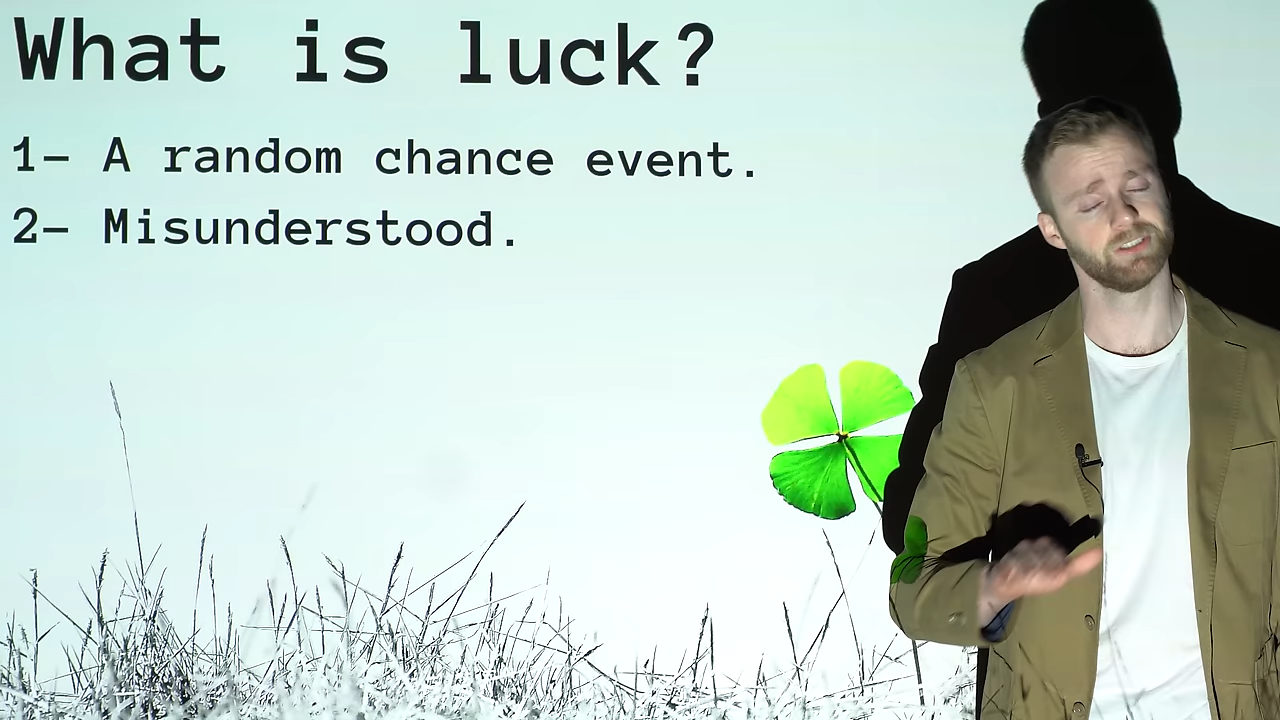 What is luck?
1- A random chance event.
2- Misunderstood.